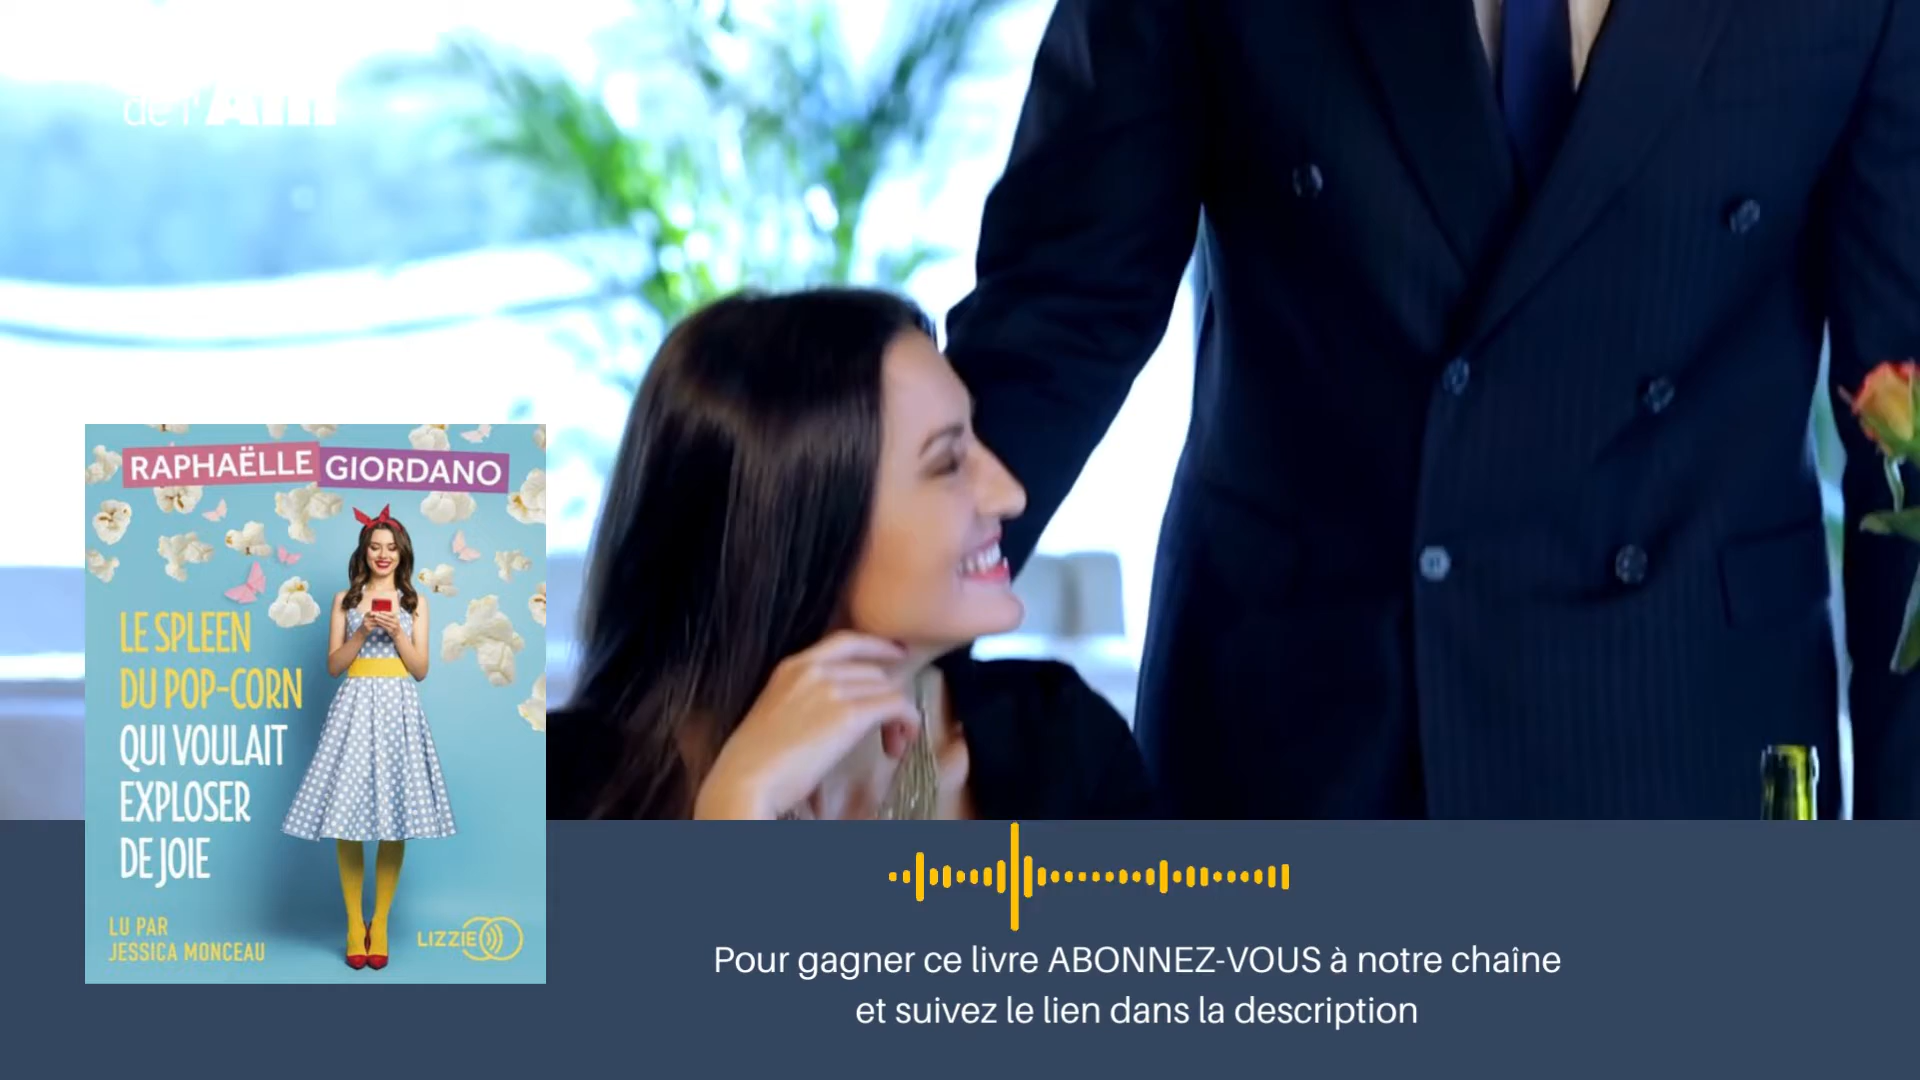 de l'
RAPHAËLLE GIORDANO
LE SPLEEN
DU POP-CORN
QUI VOULAIT
EXPLOSER
DE JOIE
LU PAR
JESSICA MONCEAU
LIZZIE
Pour gagner ce livre ABONNEZ-VOUS à notre chaîne
et suivez le lien dans la description